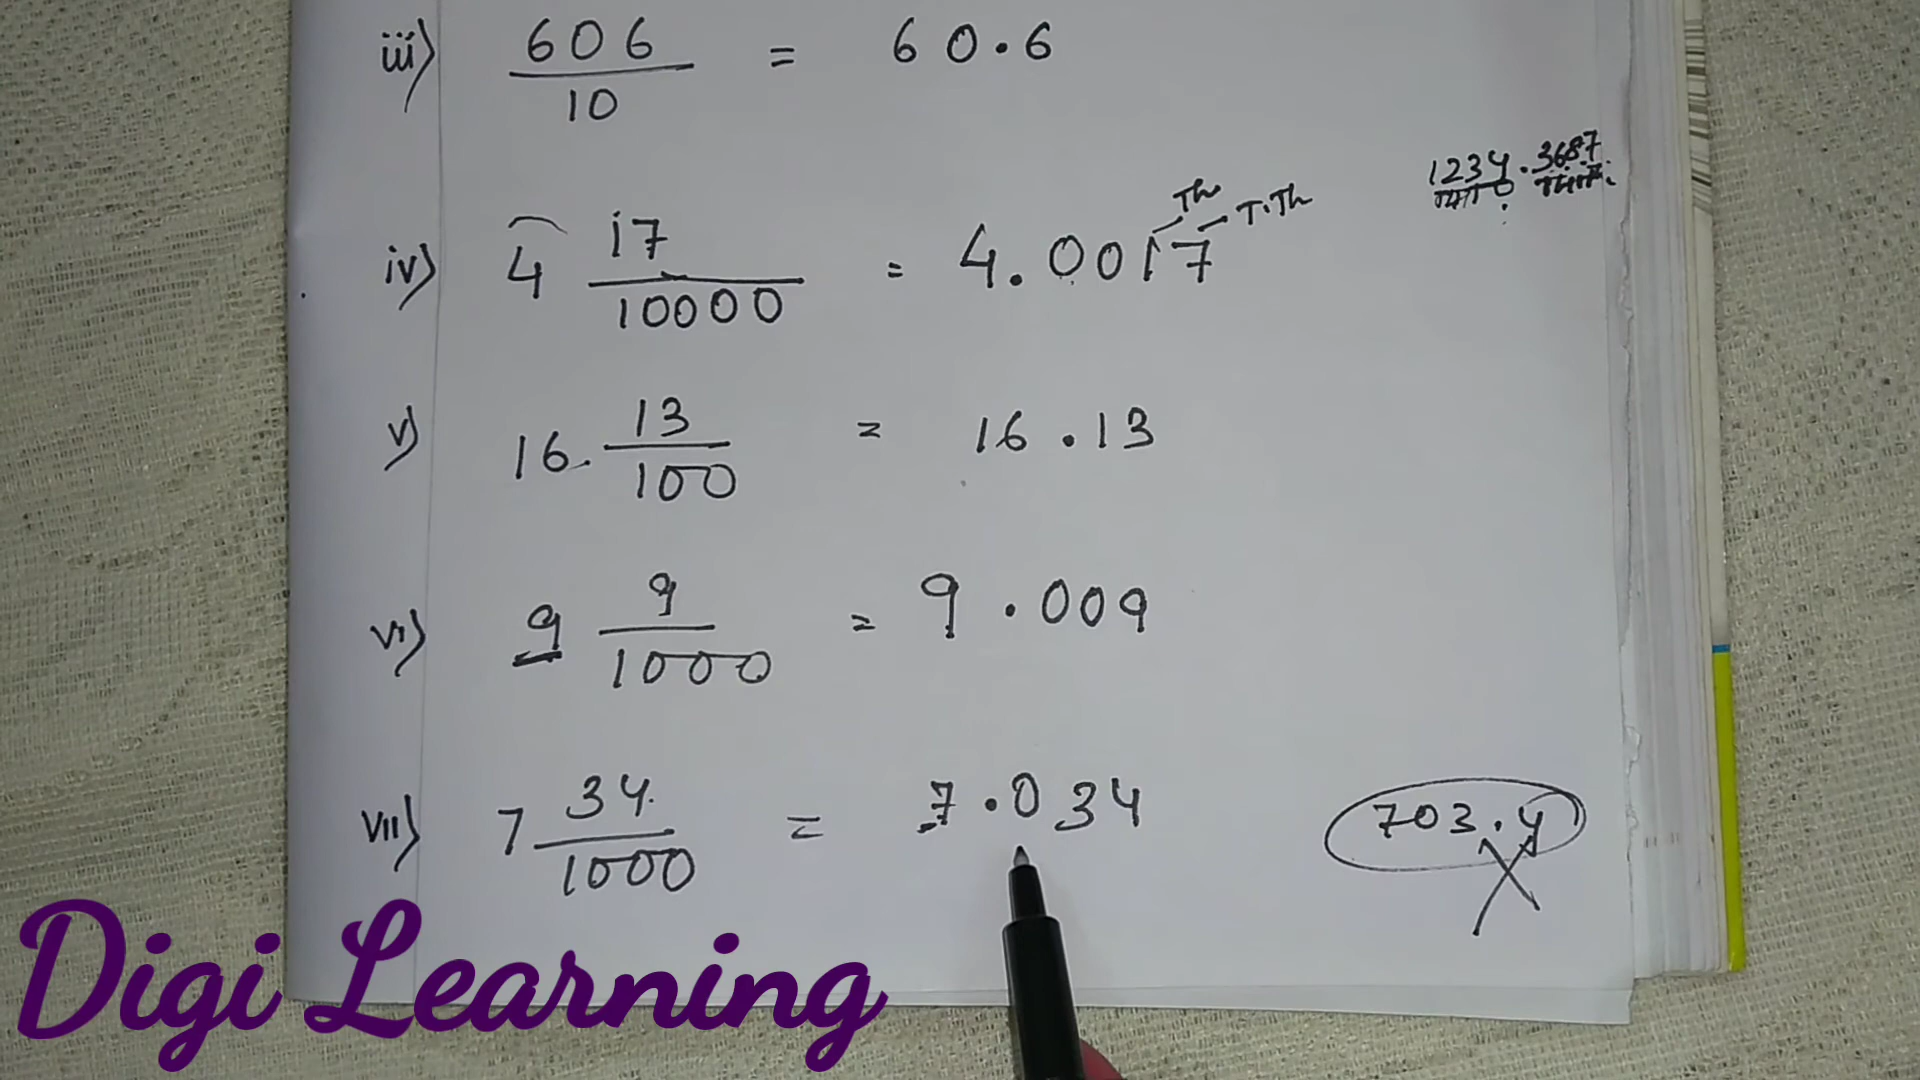 iii) 606/10 = 60.6
1234.3687
Th T.Th
iv) 4 17/10000 = 4.0017
v) 16. 13/100 = 16.13
vi) 9 9/1000 = 9.009
vii) 7 34/1000 = 7.034
703.4
Digi Learning